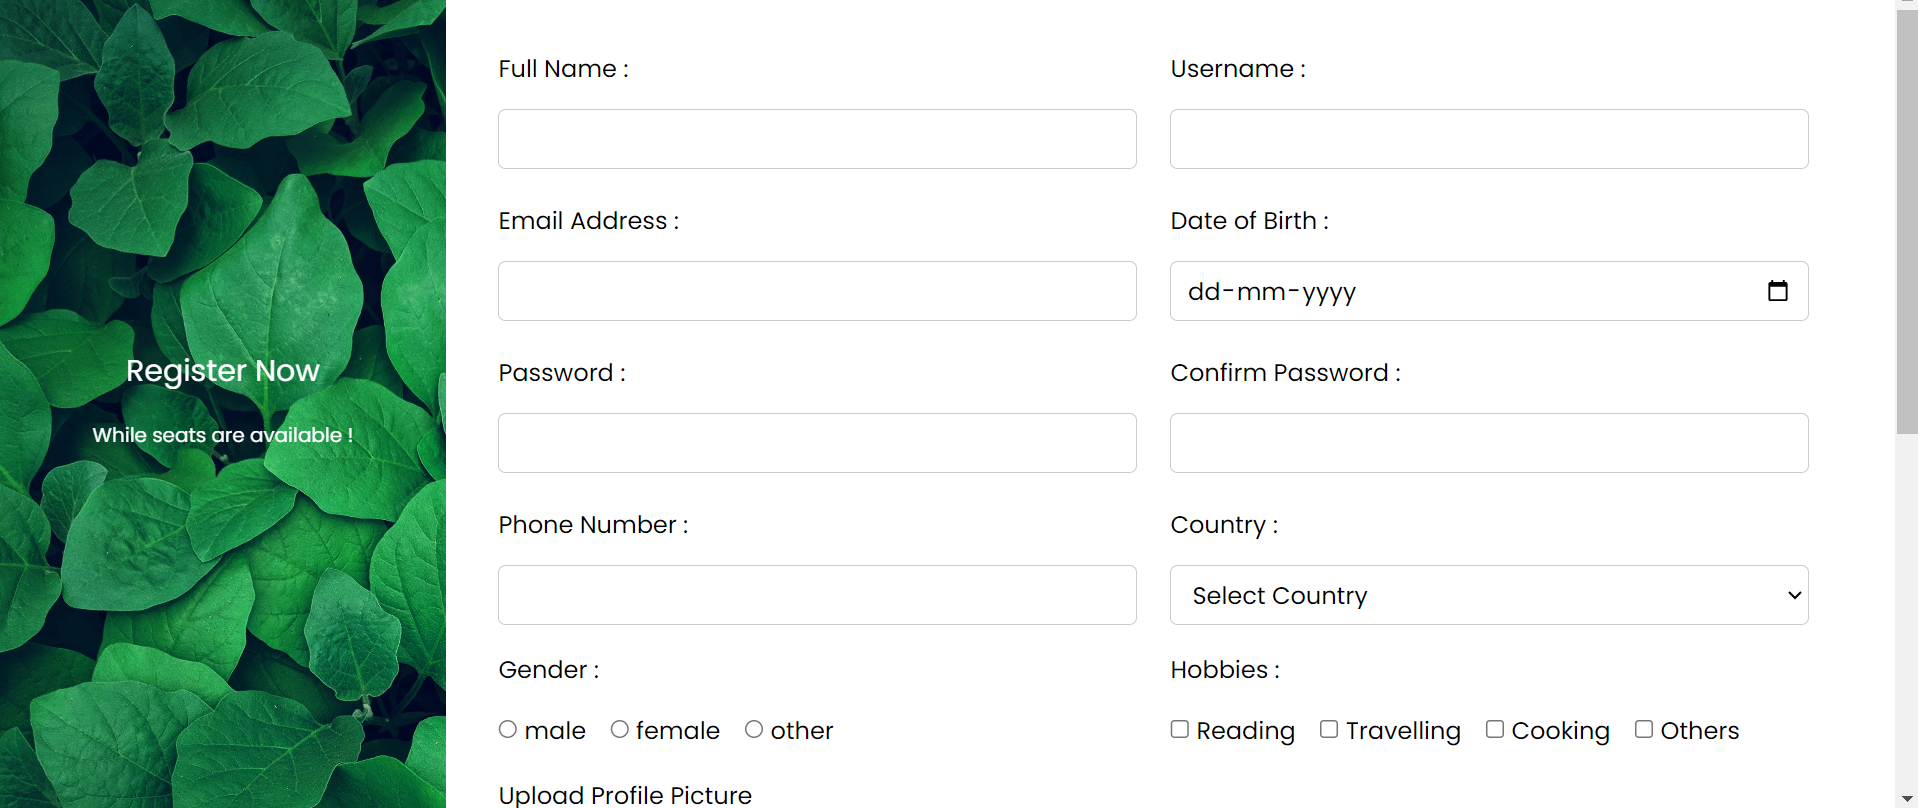 Register Now
While seats are available !
Full Name :
Username :
Email Address :
Date of Birth :
dd-mm-yyyy
Password :
Confirm Password :
Phone Number :
Country :
Select Country
Gender :
male female other
Hobbies :
Reading Travelling Cooking Others
Upload Profile Picture